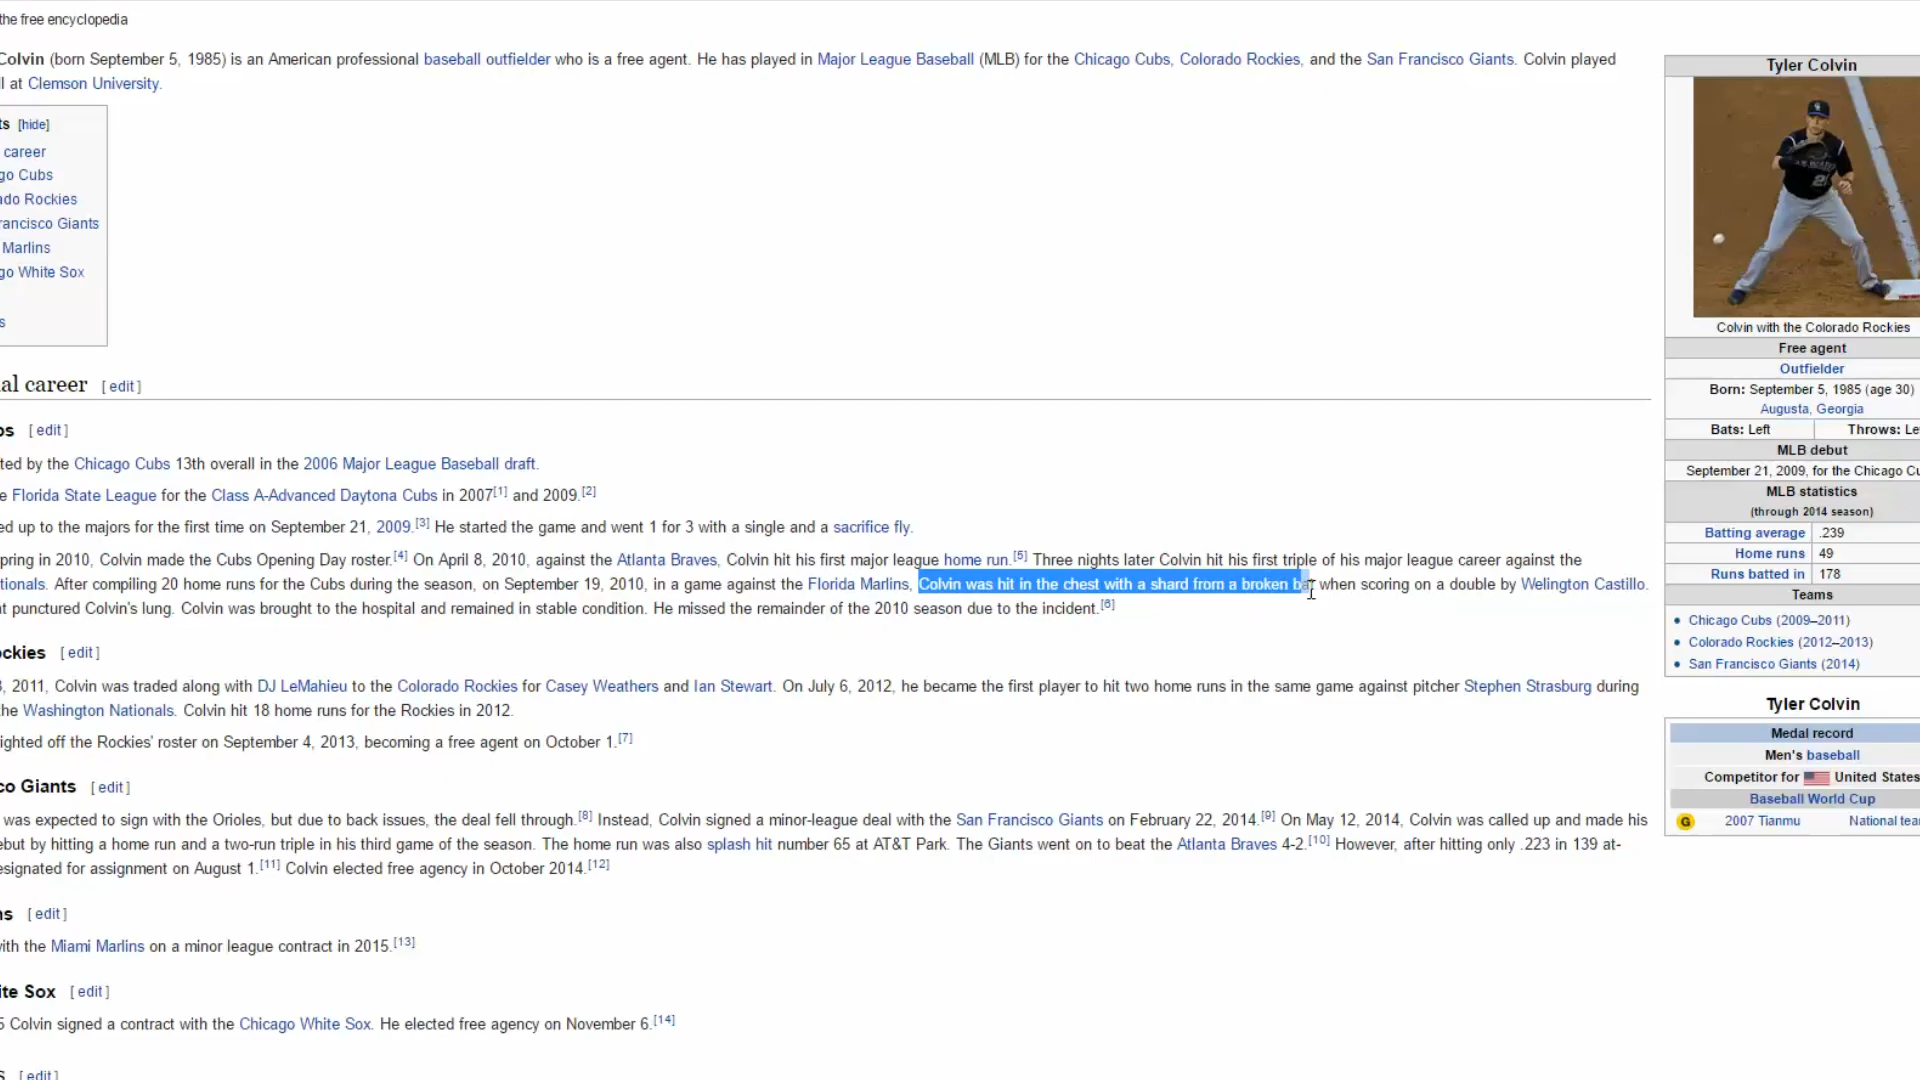 the free encyclopedia
Colvin (born September 5, 1985) is an American professional baseball outfielder who is a free agent. He has played in Major League Baseball (MLB) for the Chicago Cubs, Colorado Rockies, and the San Francisco Giants. Colvin played
ll at Clemson University.
ts [hide]
career
go Cubs
ado Rockies
rancisco Giants
Marlins
go White Sox
s
al career [ edit ]
bs [ edit ]
ted by the Chicago Cubs 13th overall in the 2006 Major League Baseball draft.
e Florida State League for the Class A-Advanced Daytona Cubs in 2007[1] and 2009.[2]
ed up to the majors for the first time on September 21, 2009.[3] He started the game and went 1 for 3 with a single and a sacrifice fly.
pring in 2010, Colvin made the Cubs Opening Day roster.[4] On April 8, 2010, against the Atlanta Braves, Colvin hit his first major league home run.[5] Three nights later Colvin hit his first triple of his major league career against the
tionals. After compiling 20 home runs for the Cubs during the season, on September 19, 2010, in a game against the Florida Marlins, Colvin was hit in the chest with a shard from a broken bat when scoring on a double by Welington Castillo.
t punctured Colvin's lung. Colvin was brought to the hospital and remained in stable condition. He missed the remainder of the 2010 season due to the incident.[6]
ockies [ edit ]
8, 2011, Colvin was traded along with DJ LeMahieu to the Colorado Rockies for Casey Weathers and Ian Stewart. On July 6, 2012, he became the first player to hit two home runs in the same game against pitcher Stephen Strasburg during
he Washington Nationals. Colvin hit 18 home runs for the Rockies in 2012.
ighted off the Rockies' roster on September 4, 2013, becoming a free agent on October 1.[7]
co Giants [ edit ]
was expected to sign with the Orioles, but due to back issues, the deal fell through.[8] Instead, Colvin signed a minor-league deal with the San Francisco Giants on February 22, 2014.[9] On May 12, 2014, Colvin was called up and made his
ebut by hitting a home run and a two-run triple in his third game of the season. The home run was also splash hit number 65 at AT&T Park. The Giants went on to beat the Atlanta Braves 4-2.[10] However, after hitting only .223 in 139 at-
esignated for assignment on August 1.[11] Colvin elected free agency in October 2014.[12]
ns [ edit ]
with the Miami Marlins on a minor league contract in 2015.[13]
ite Sox [ edit ]
5 Colvin signed a contract with the Chicago White Sox. He elected free agency on November 6.[14]
s [ edit ]
Tyler Colvin
Colvin with the Colorado Rockies
Free agent
Outfielder
Born: September 5, 1985 (age 30)
Augusta, Georgia
Bats: Left Throws: Le
MLB debut
September 21, 2009, for the Chicago Cu
MLB statistics
(through 2014 season)
Batting average .239
Home runs 49
Runs batted in 178
Teams
• Chicago Cubs (2009–2011)
• Colorado Rockies (2012–2013)
• San Francisco Giants (2014)
Tyler Colvin
Medal record
Men's baseball
Competitor for United States
Baseball World Cup
G 2007 Tianmu National tea